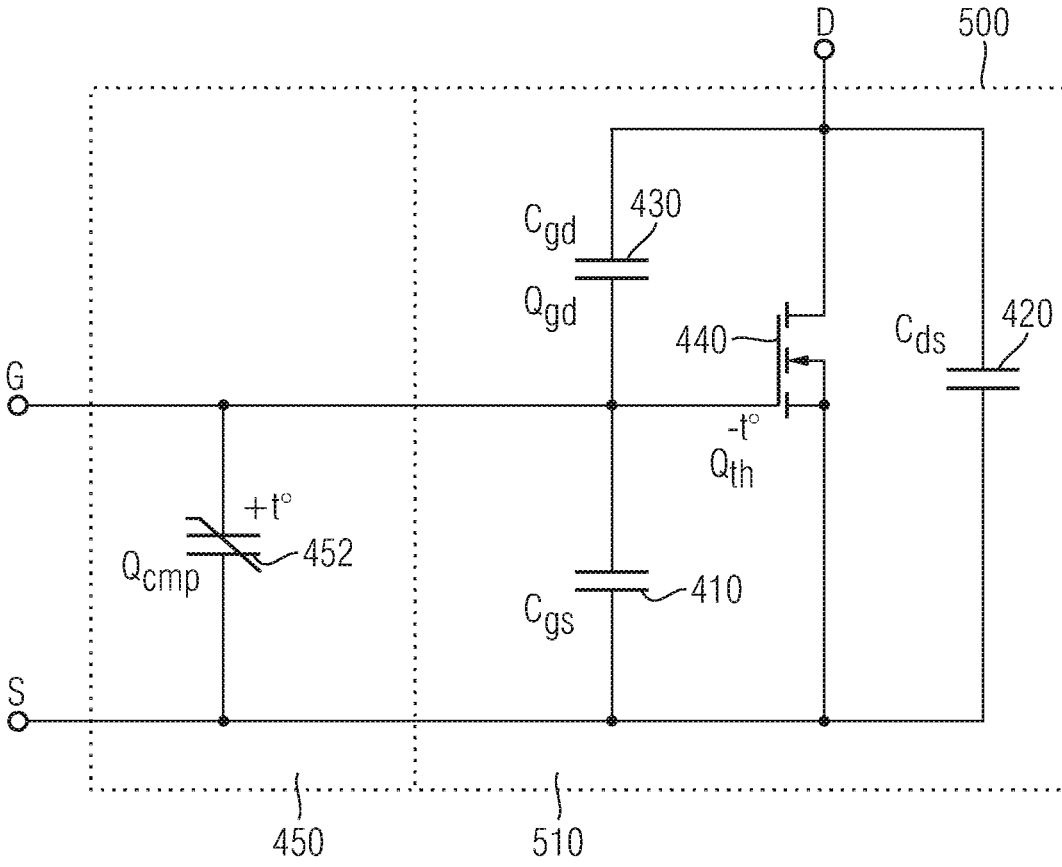 D
500
C_gd
430
Q_gd
440
C_ds
420
G
-t°
Q_th
+t°
452
Q_cmp
C_gs
410
S
450
510